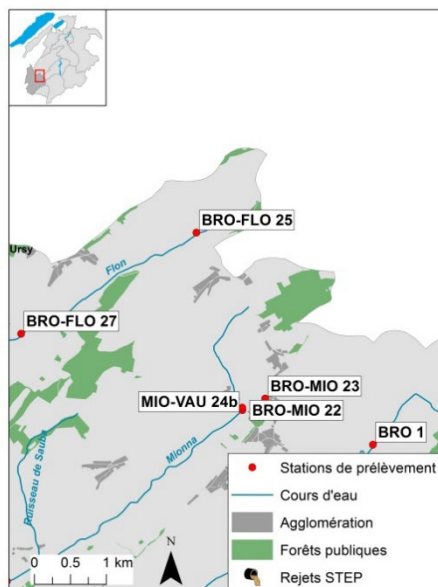 BRO-FLO 25
Ursy
Flon
BRO-FLO 27
BRO-MIO 23
MIO-VAU 24b
BRO-MIO 22
BRO 1
Mionna
Ruisseau de Sauba
Stations de prélèvement
Cours d'eau
Agglomération
Forêts publiques
Rejets STEP
0 0.5 1 km
N